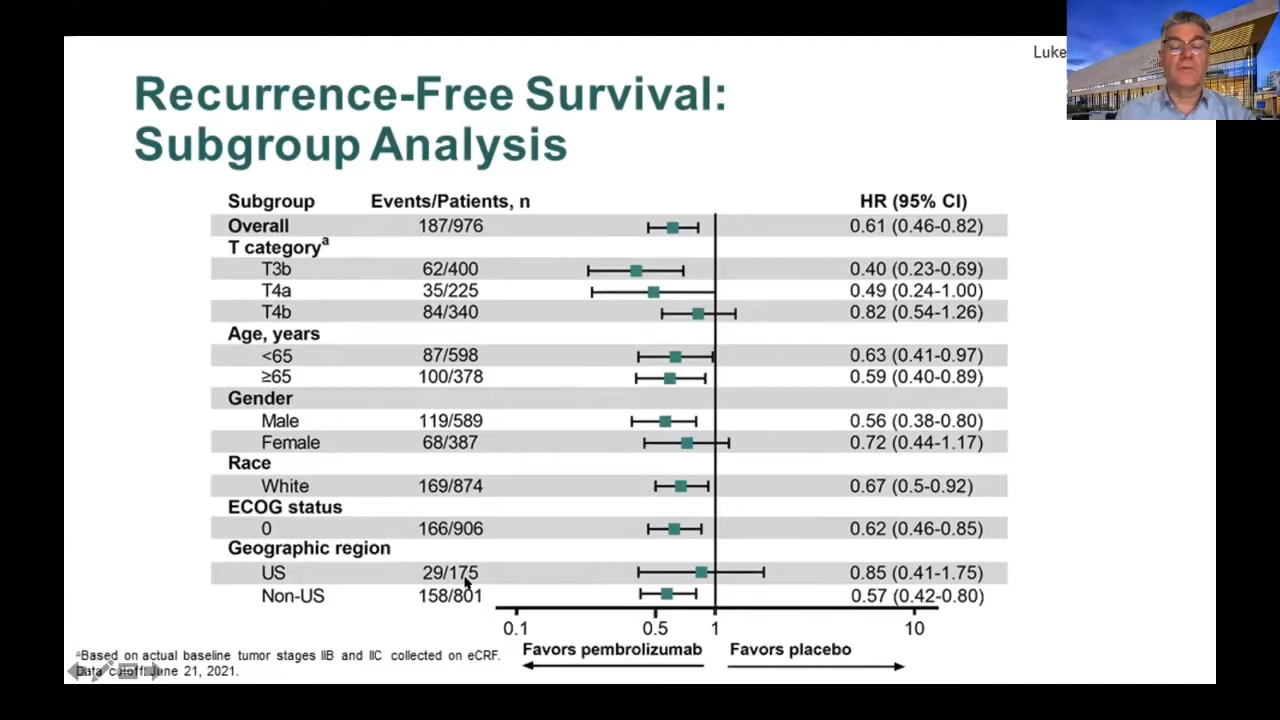 Luke
Recurrence-Free Survival:
Subgroup Analysis
Subgroup Events/Patients, n HR (95% CI)
Overall 187/976 0.61 (0.46-0.82)
T categoryᵃ
T3b 62/400 0.40 (0.23-0.69)
T4a 35/225 0.49 (0.24-1.00)
T4b 84/340 0.82 (0.54-1.26)
Age, years
<65 87/598 0.63 (0.41-0.97)
≥65 100/378 0.59 (0.40-0.89)
Gender
Male 119/589 0.56 (0.38-0.80)
Female 68/387 0.72 (0.44-1.17)
Race
White 169/874 0.67 (0.5-0.92)
ECOG status
0 166/906 0.62 (0.46-0.85)
Geographic region
US 29/175 0.85 (0.41-1.75)
Non-US 158/801 0.57 (0.42-0.80)
0.1 0.5 1 10
Favors pembrolizumab Favors placebo
ᵃBased on actual baseline tumor stages IIB and IIC collected on eCRF.
Data cutoff: June 21, 2021.